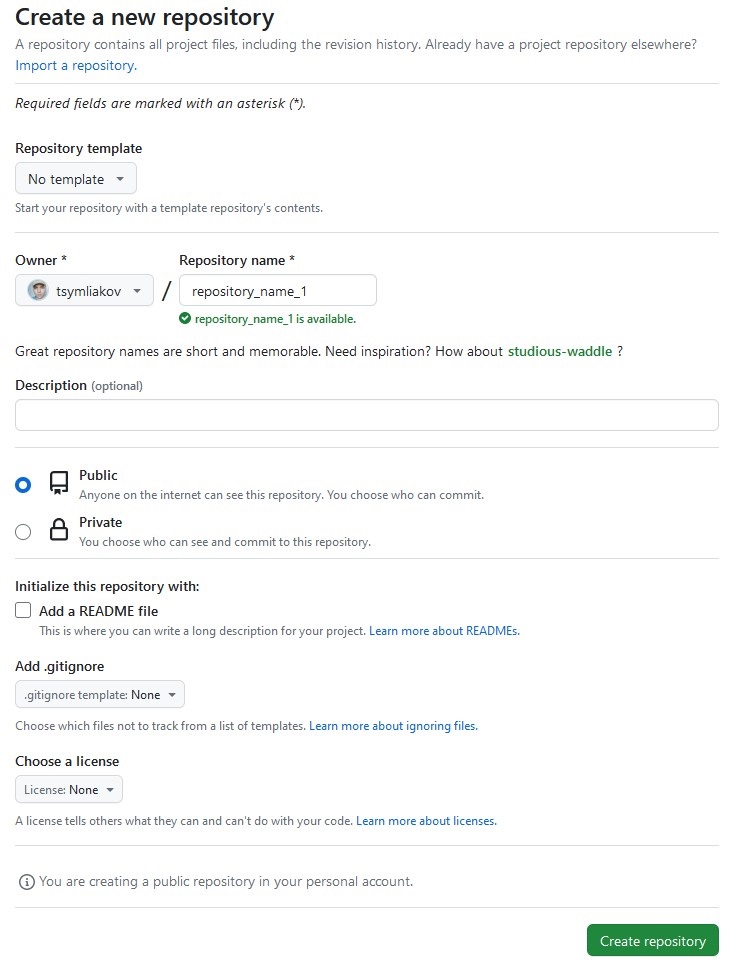 Create a new repository
A repository contains all project files, including the revision history. Already have a project repository elsewhere?
Import a repository.
Required fields are marked with an asterisk (*).
Repository template
No template
Start your repository with a template repository's contents.
Owner * Repository name *
tsymliakov / repository_name_1
repository_name_1 is available.
Great repository names are short and memorable. Need inspiration? How about studious-waddle ?
Description (optional)
Public
Anyone on the internet can see this repository. You choose who can commit.
Private
You choose who can see and commit to this repository.
Initialize this repository with:
Add a README file
This is where you can write a long description for your project. Learn more about READMEs.
Add .gitignore
.gitignore template: None
Choose which files not to track from a list of templates. Learn more about ignoring files.
Choose a license
License: None
A license tells others what they can and can't do with your code. Learn more about licenses.
You are creating a public repository in your personal account.
Create repository